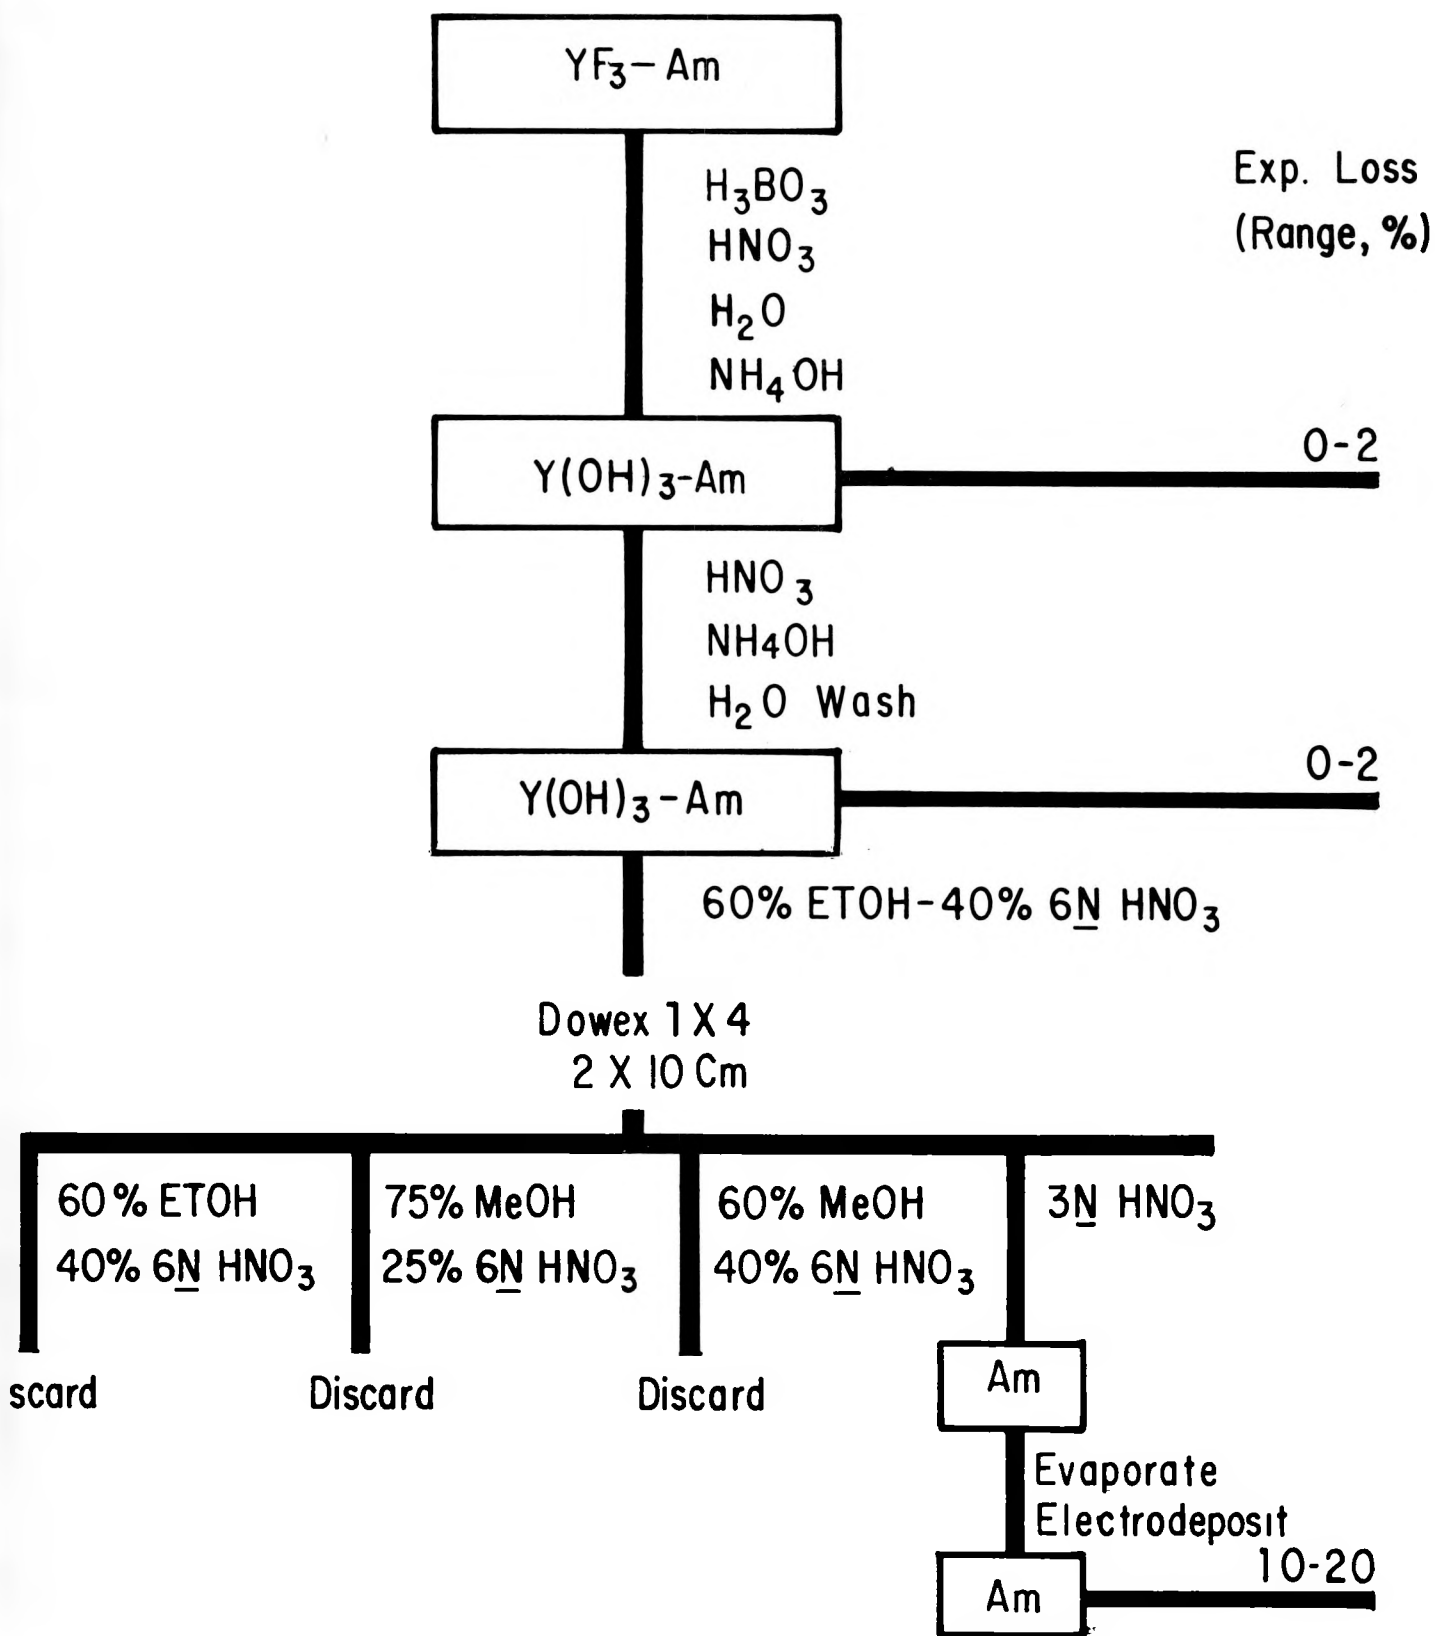 YF₃-Am
H₃BO₃
HNO₃
H₂O
NH₄OH
Exp. Loss
(Range, %)
Y(OH)₃-Am
0-2
HNO₃
NH₄OH
H₂O Wash
Y(OH)₃-Am
0-2
60% ETOH-40% 6N HNO₃
Dowex 1X4
2 X 10 Cm
60% ETOH
40% 6N HNO₃
75% MeOH
25% 6N HNO₃
60% MeOH
40% 6N HNO₃
3N HNO₃
scard
Discard
Discard
Am
Evaporate
Electrodeposit
10-20
Am